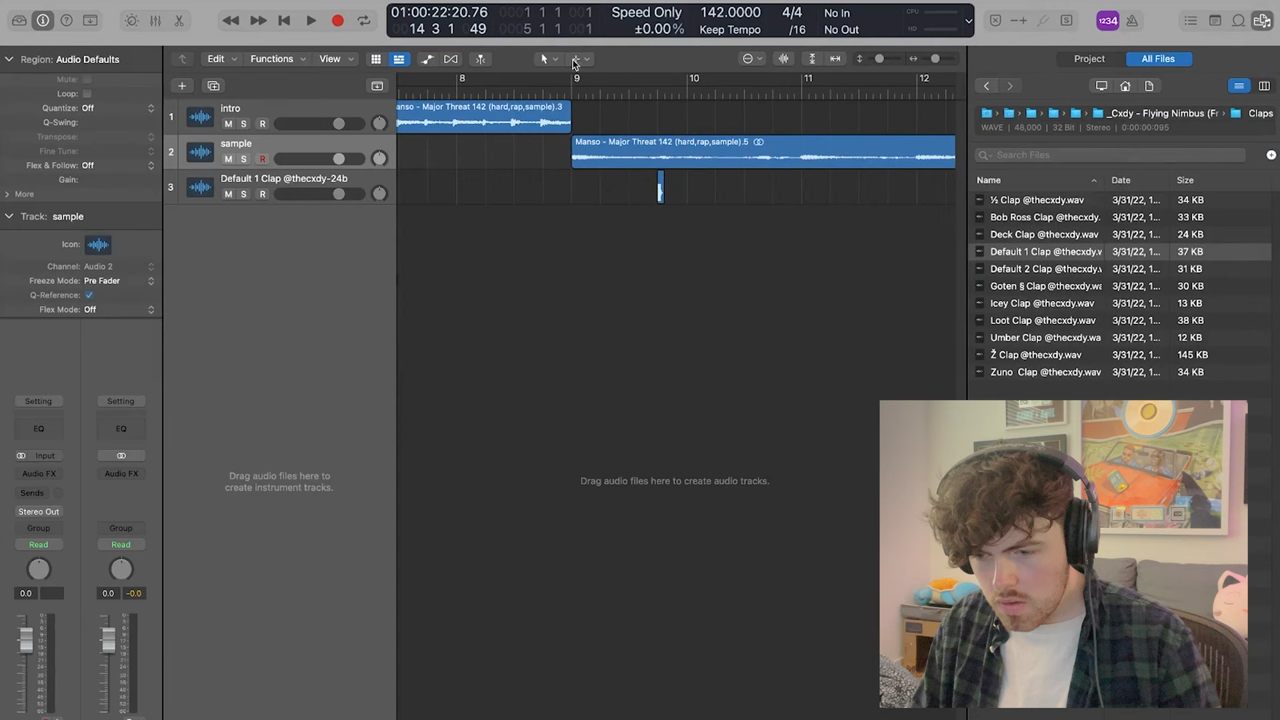 01:00:22:20.76 0001 1 1 1 Speed Only 142.0000 4/4 No In CPU
14 3 1 49 0005 1 1 1 ±0.00% Keep Tempo /16 No Out HD
1234
Region: Audio Defaults
Mute:
Loop:
Quantize: Off
Q-Swing:
Transpose:
Fine Tune:
Flex & Follow: Off
Gain:
More
Track: sample
Icon:
Channel: Audio 2
Freeze Mode: Pre Fader
Q-Reference:
Flex Mode: Off
Setting Setting
EQ EQ
Input
Audio FX Audio FX
Sends
Stereo Out
Group Group
Read Read
0.0 0.0 -0.0
Edit Functions View
8 9 10 11 12
1 intro
M S R
2 sample
M S R
3 Default 1 Clap @thecxdy-24b
M S R
anso - Major Threat 142 (hard,rap,sample).3
Manso - Major Threat 142 (hard,rap,sample).5
Drag audio files here to
create instrument tracks.
Drag audio files here to create audio tracks.
Project All Files
_Cxdy - Flying Nimbus (Fr Claps
WAVE | 48,000 | 32 Bit | Stereo | 0:00:00:095
Search Files
Name Date Size
½ Clap @thecxdy.wav 3/31/22, 1... 34 KB
Bob Ross Clap @thecxdy. 3/31/22, 1... 33 KB
Deck Clap @thecxdy.wav 3/31/22, 1... 24 KB
Default 1 Clap @thecxdy.w 3/31/22, 1... 37 KB
Default 2 Clap @thecxdy.w 3/31/22, 1... 31 KB
Goten § Clap @thecxdy.wa 3/31/22, 1... 30 KB
Icey Clap @thecxdy.wav 3/31/22, 1... 13 KB
Loot Clap @thecxdy.wav 3/31/22, 1... 38 KB
Umber Clap @thecxdy.wa 3/31/22, 1... 12 KB
Ž Clap @thecxdy.wav 3/31/22, 1... 145 KB
Zuno Clap @thecxdy.wav 3/31/22, 1... 34 KB